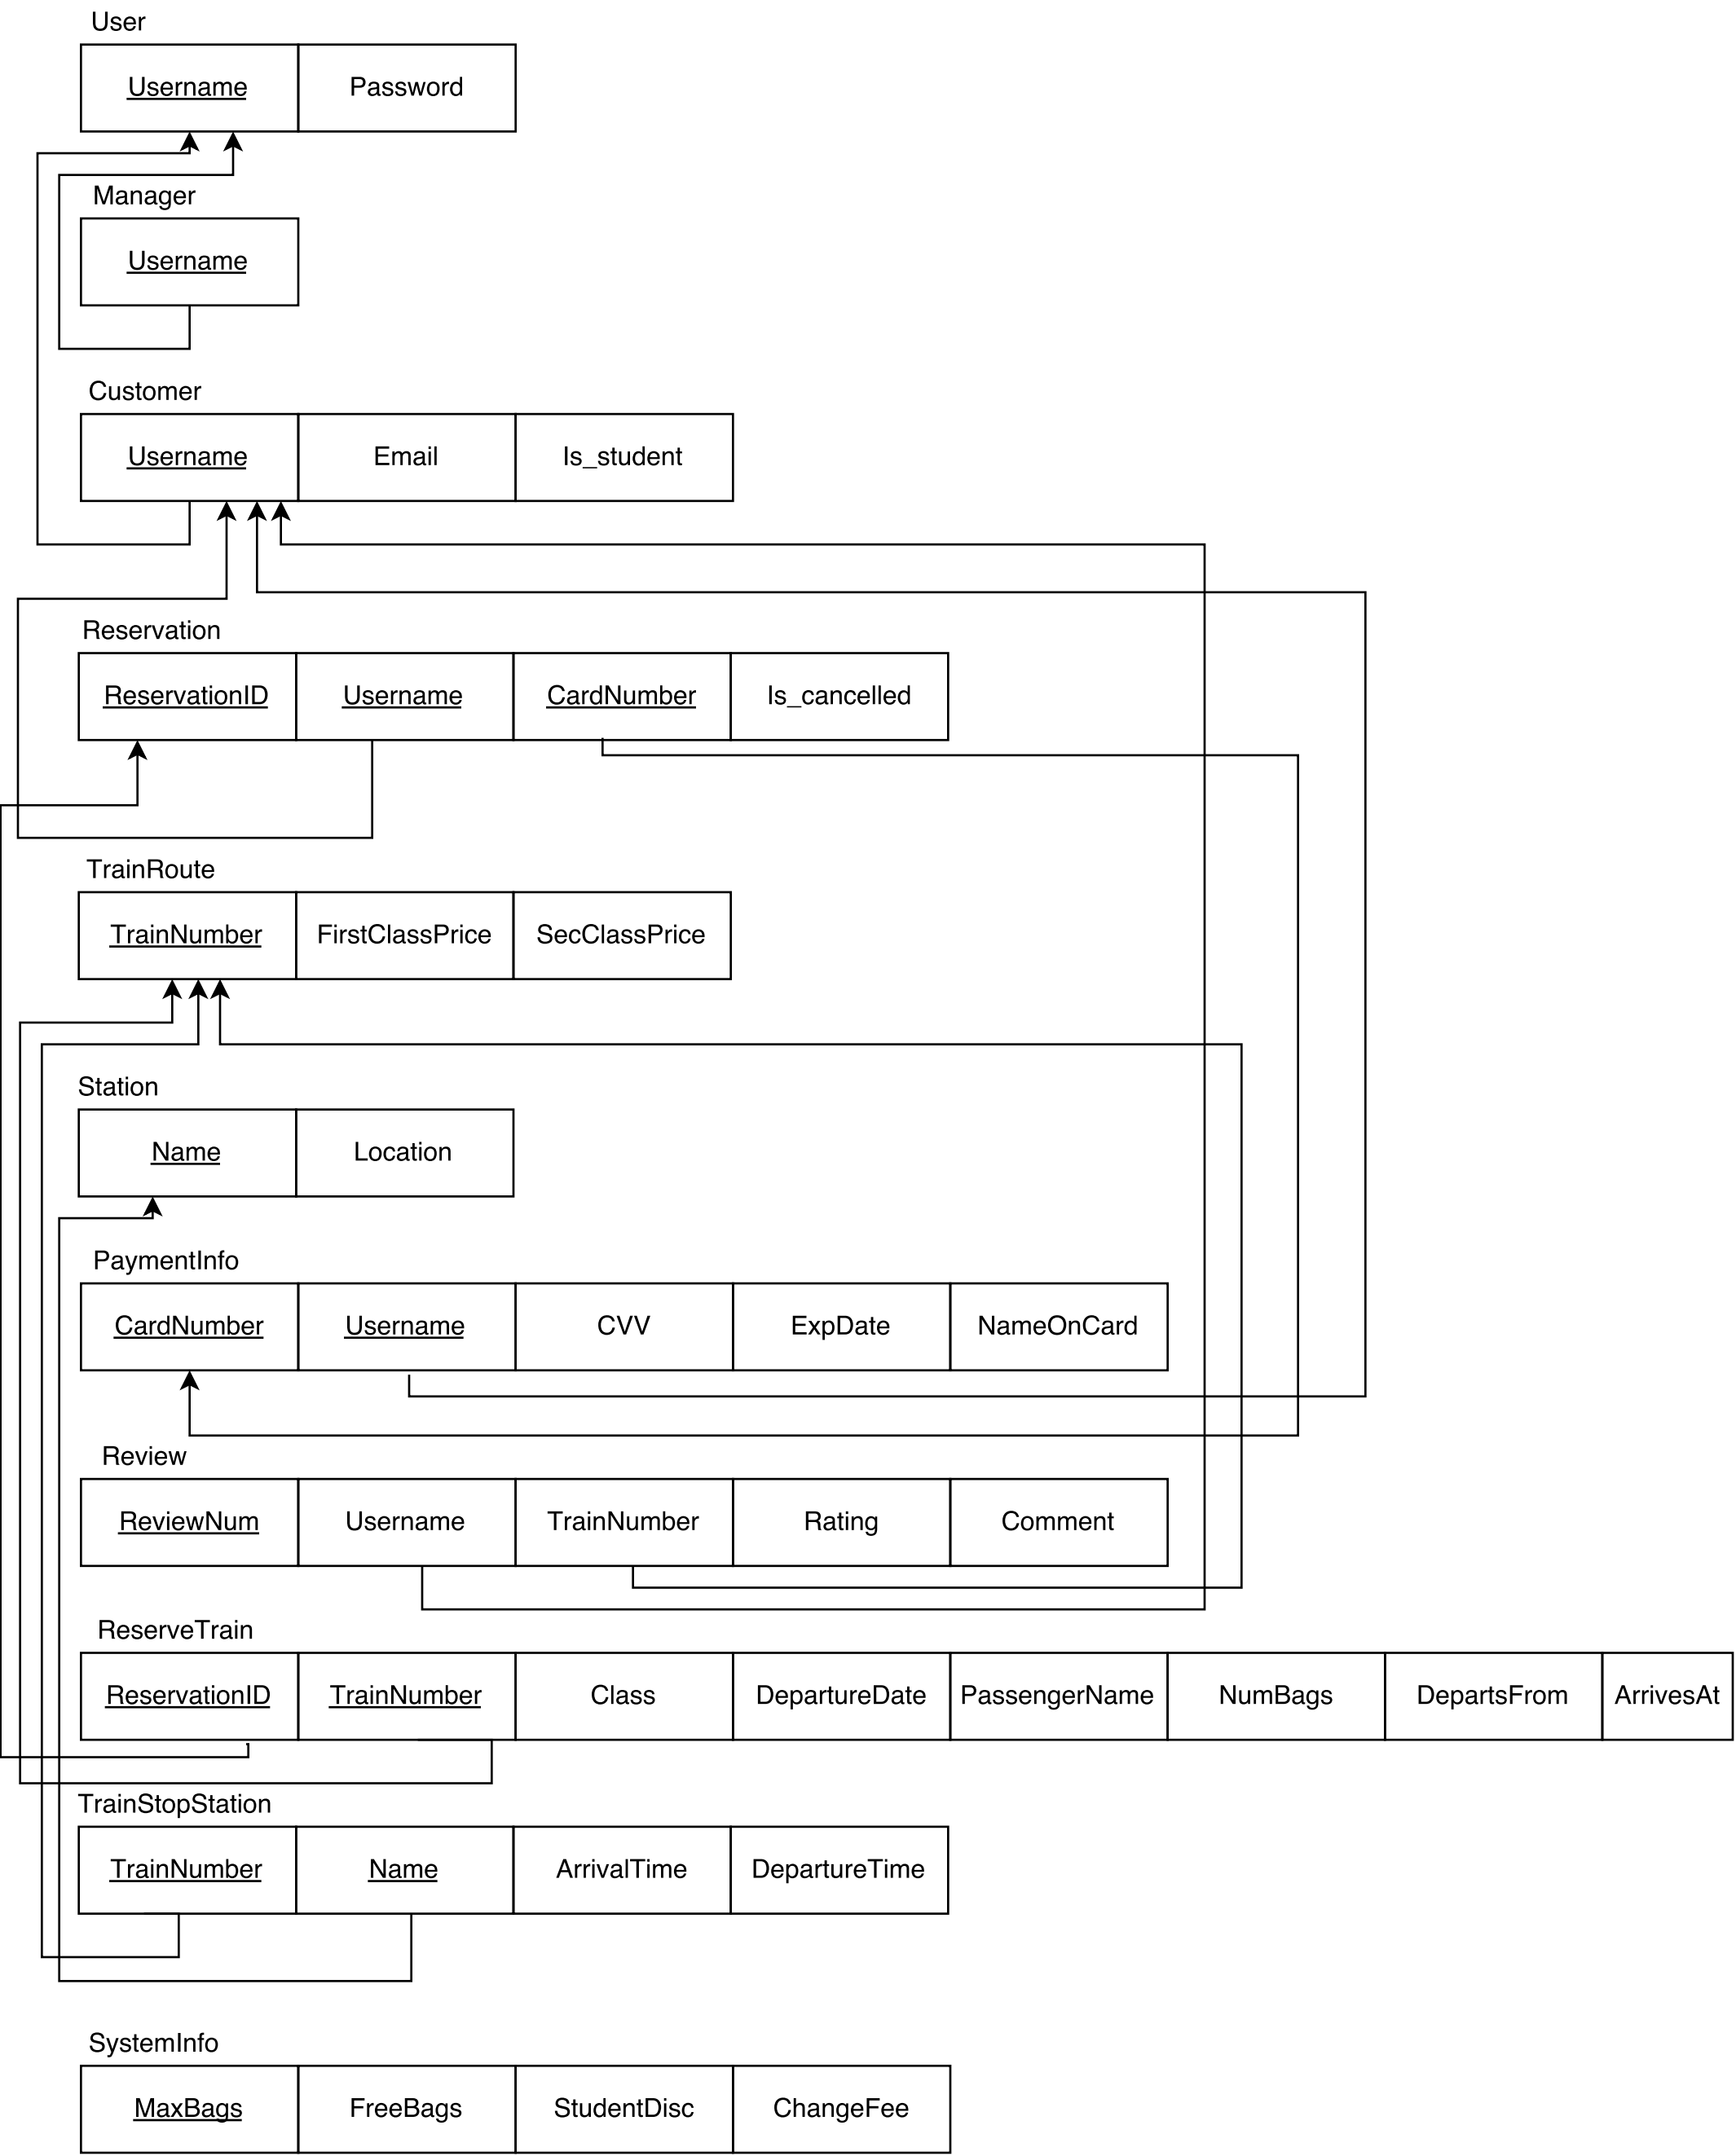 User
Username Password
Manager
Username
Customer
Username Email Is_student
Reservation
ReservationID Username CardNumber Is_cancelled
TrainRoute
TrainNumber FirstClassPrice SecClassPrice
Station
Name Location
PaymentInfo
CardNumber Username CVV ExpDate NameOnCard
Review
ReviewNum Username TrainNumber Rating Comment
ReserveTrain
ReservationID TrainNumber Class DepartureDate PassengerName NumBags DepartsFrom ArrivesAt
TrainStopStation
TrainNumber Name ArrivalTime DepartureTime
SystemInfo
MaxBags FreeBags StudentDisc ChangeFee